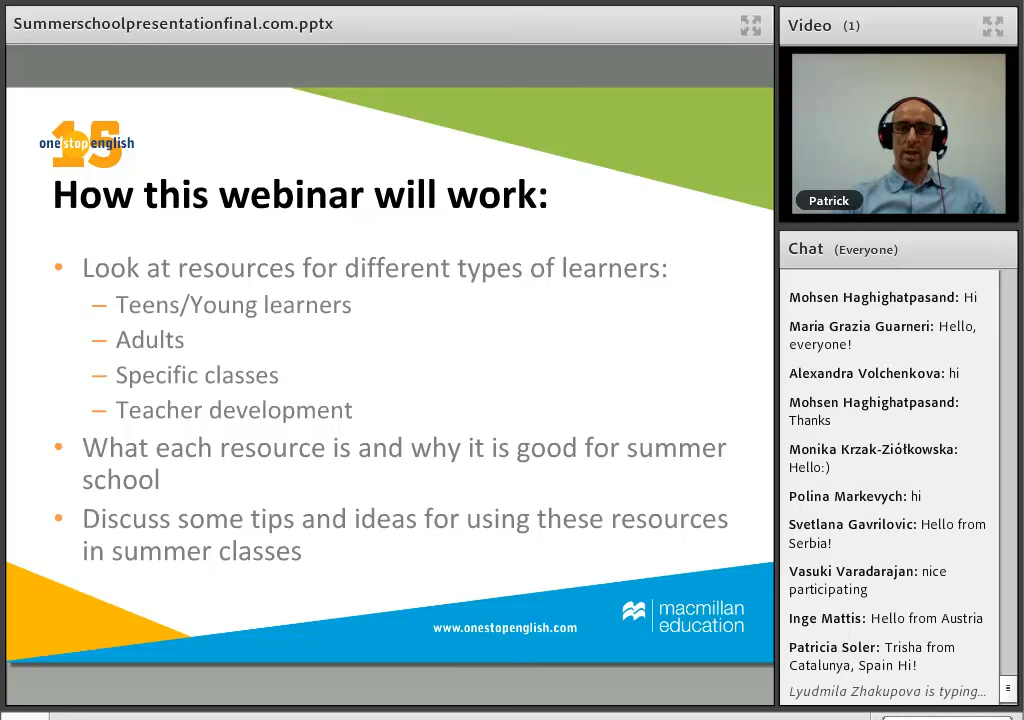 Summerschoolpresentationfinal.com.pptx
15
onestopenglish
How this webinar will work:
• Look at resources for different types of learners:
– Teens/Young learners
– Adults
– Specific classes
– Teacher development
• What each resource is and why it is good for summer
school
• Discuss some tips and ideas for using these resources
in summer classes
www.onestopenglish.com
macmillan
education
Video (1)
Patrick
Chat (Everyone)
Mohsen Haghighatpasand: Hi
Maria Grazia Guarneri: Hello,
everyone!
Alexandra Volchenkova: hi
Mohsen Haghighatpasand:
Thanks
Monika Krzak-Ziółkowska:
Hello:)
Polina Markevych: hi
Svetlana Gavrilovic: Hello from
Serbia!
Vasuki Varadarajan: nice
participating
Inge Mattis: Hello from Austria
Patricia Soler: Trisha from
Catalunya, Spain Hi!
Lyudmila Zhakupova is typing...